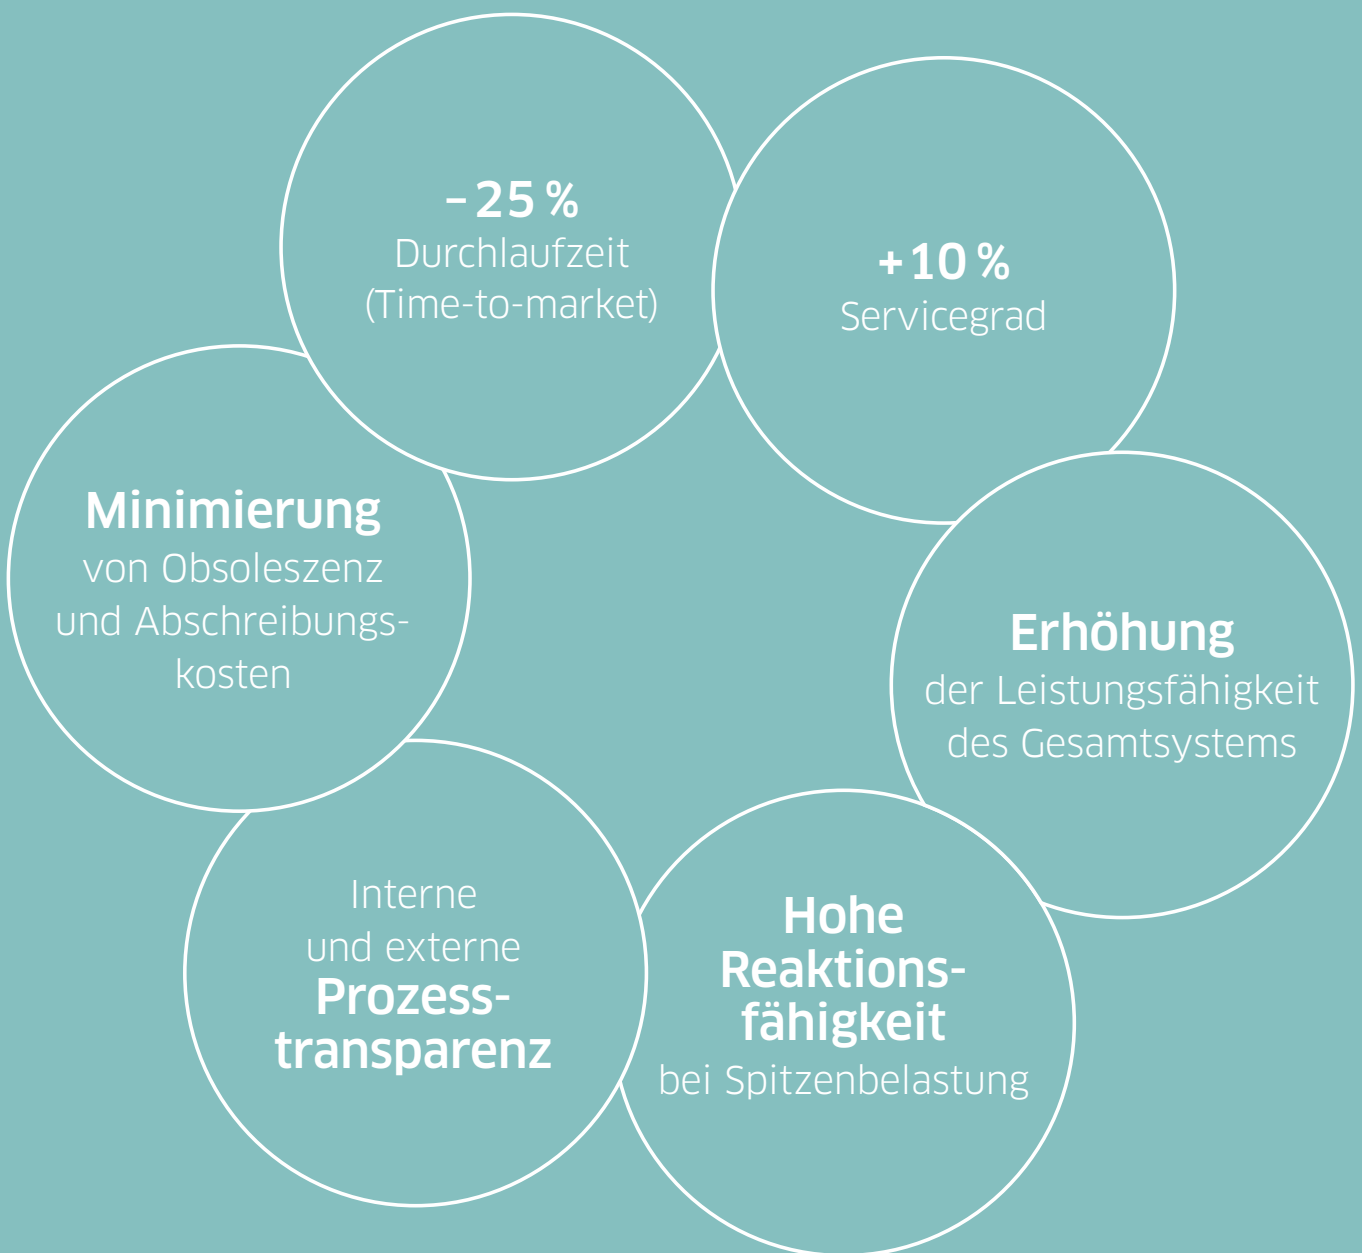 –25 %
Durchlaufzeit
(Time-to-market)
+10 %
Servicegrad
Minimierung
von Obsoleszenz
und Abschreibungs-
kosten
Erhöhung
der Leistungsfähigkeit
des Gesamtsystems
Interne
und externe
Prozess-
transparenz
Hohe
Reaktions-
fähigkeit
bei Spitzenbelastung